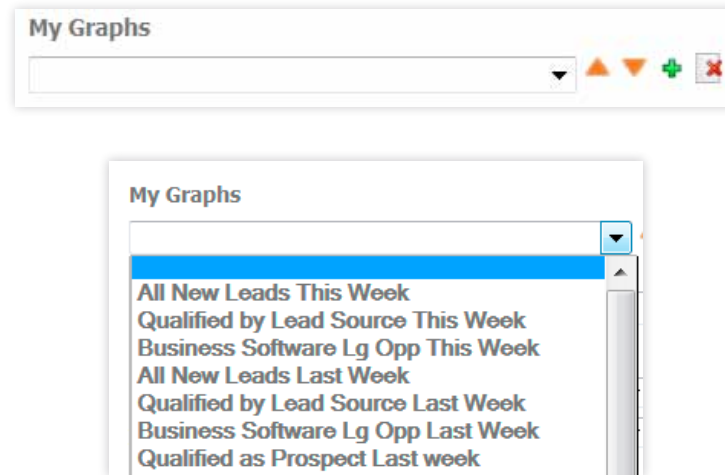 My Graphs
My Graphs
All New Leads This Week
Qualified by Lead Source This Week
Business Software Lg Opp This Week
All New Leads Last Week
Qualified by Lead Source Last Week
Business Software Lg Opp Last Week
Qualified as Prospect Last week